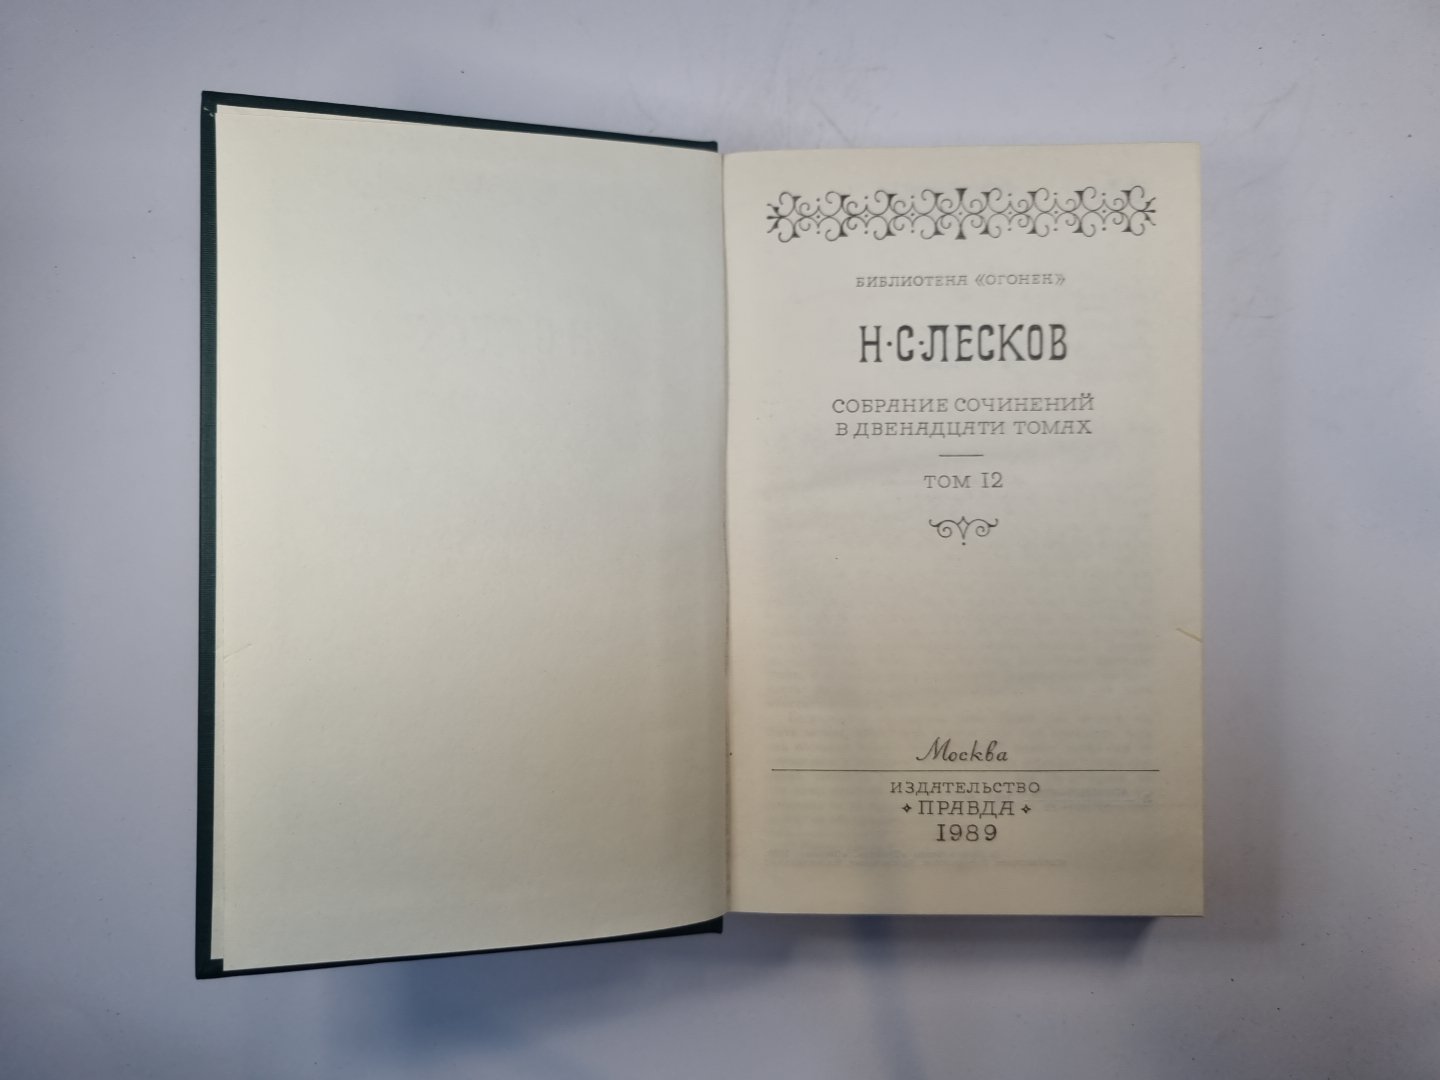 БИБЛИОТЕКА «ОГОНЕК»
Н·С·ЛЕСКОВ
СОБРАНИЕ СОЧИНЕНИЙ
В ДВЕНАДЦАТИ ТОМАХ
ТОМ 12
Москва
ИЗДАТЕЛЬСТВО
ПРАВДА
1989